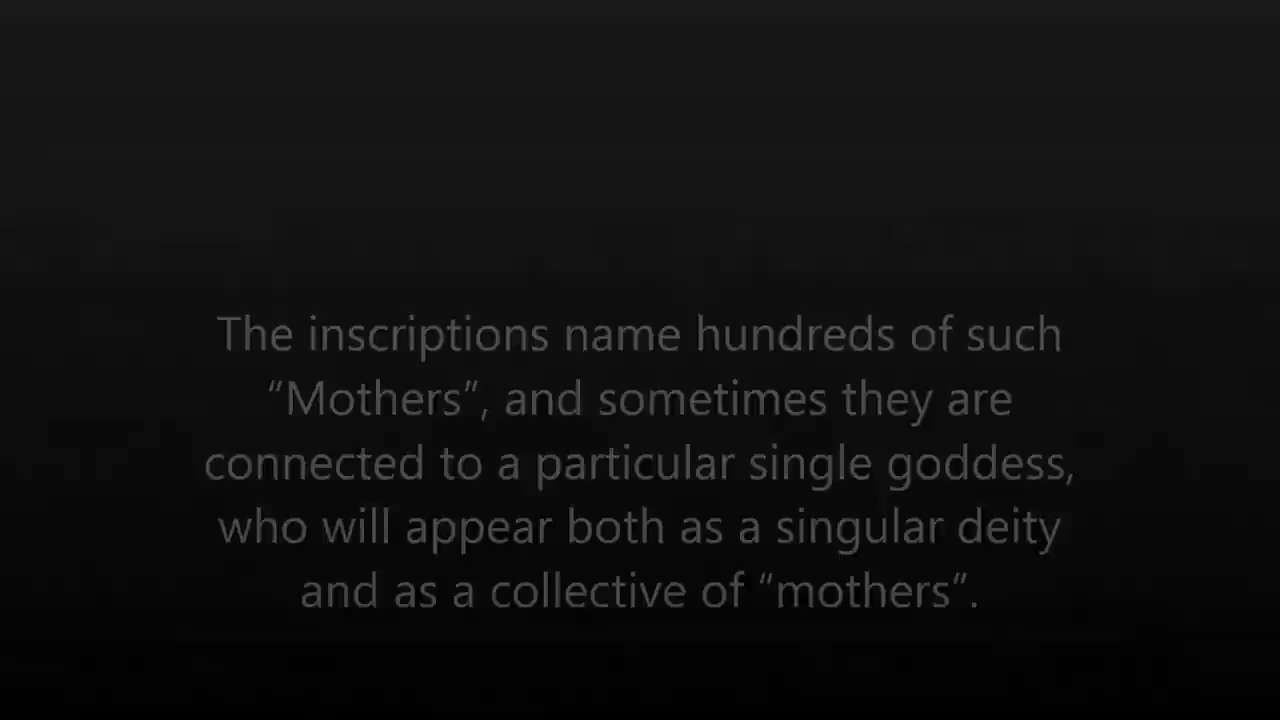 The inscriptions name hundreds of such
“Mothers”, and sometimes they are
connected to a particular single goddess,
who will appear both as a singular deity
and as a collective of “mothers”.